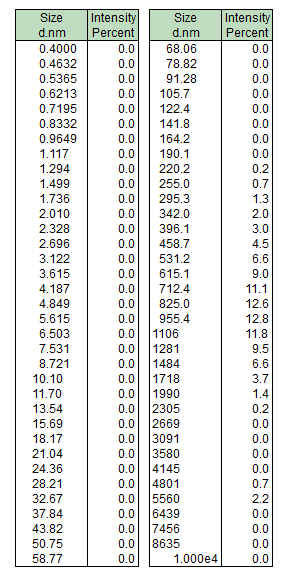 Size Intensity Size Intensity
d.nm Percent d.nm Percent
0.4000 0.0 68.06 0.0
0.4632 0.0 78.82 0.0
0.5365 0.0 91.28 0.0
0.6213 0.0 105.7 0.0
0.7195 0.0 122.4 0.0
0.8332 0.0 141.8 0.0
0.9649 0.0 164.2 0.0
1.117 0.0 190.1 0.0
1.294 0.0 220.2 0.2
1.499 0.0 255.0 0.7
1.736 0.0 295.3 1.3
2.010 0.0 342.0 2.0
2.328 0.0 396.1 3.0
2.696 0.0 458.7 4.5
3.122 0.0 531.2 6.6
3.615 0.0 615.1 9.0
4.187 0.0 712.4 11.1
4.849 0.0 825.0 12.6
5.615 0.0 955.4 12.8
6.503 0.0 1106 11.8
7.531 0.0 1281 9.5
8.721 0.0 1484 6.6
10.10 0.0 1718 3.7
11.70 0.0 1990 1.4
13.54 0.0 2305 0.2
15.69 0.0 2669 0.0
18.17 0.0 3091 0.0
21.04 0.0 3580 0.0
24.36 0.0 4145 0.0
28.21 0.0 4801 0.7
32.67 0.0 5560 2.2
37.84 0.0 6439 0.0
43.82 0.0 7456 0.0
50.75 0.0 8635 0.0
58.77 0.0 1.000e4 0.0